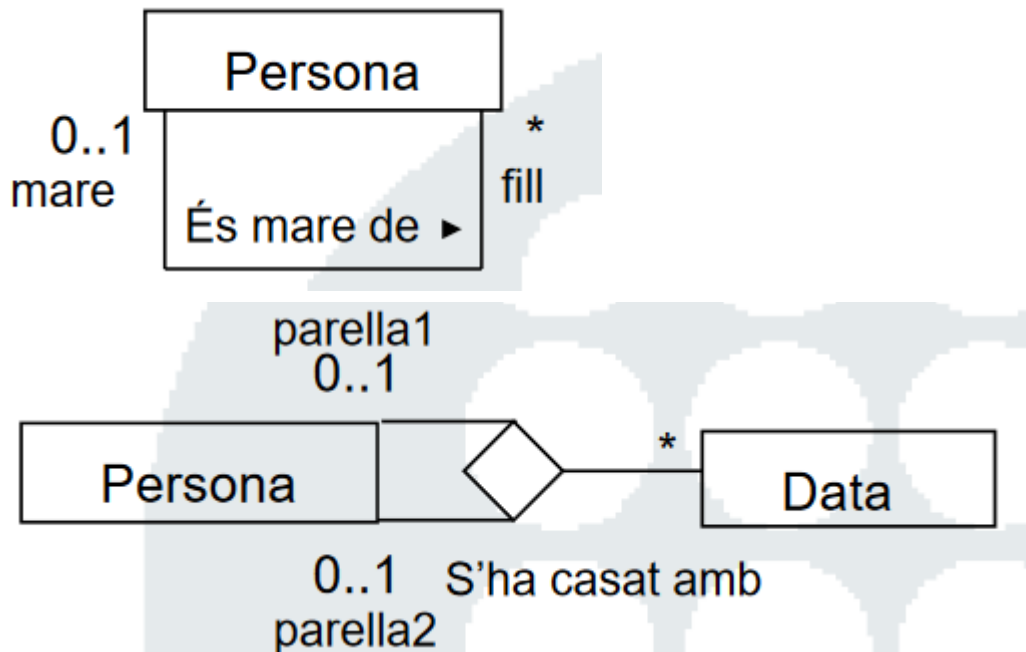 Persona
0..1
*
mare
fill
És mare de ►
parella1
0..1
*
Persona
Data
0..1
S'ha casat amb
parella2